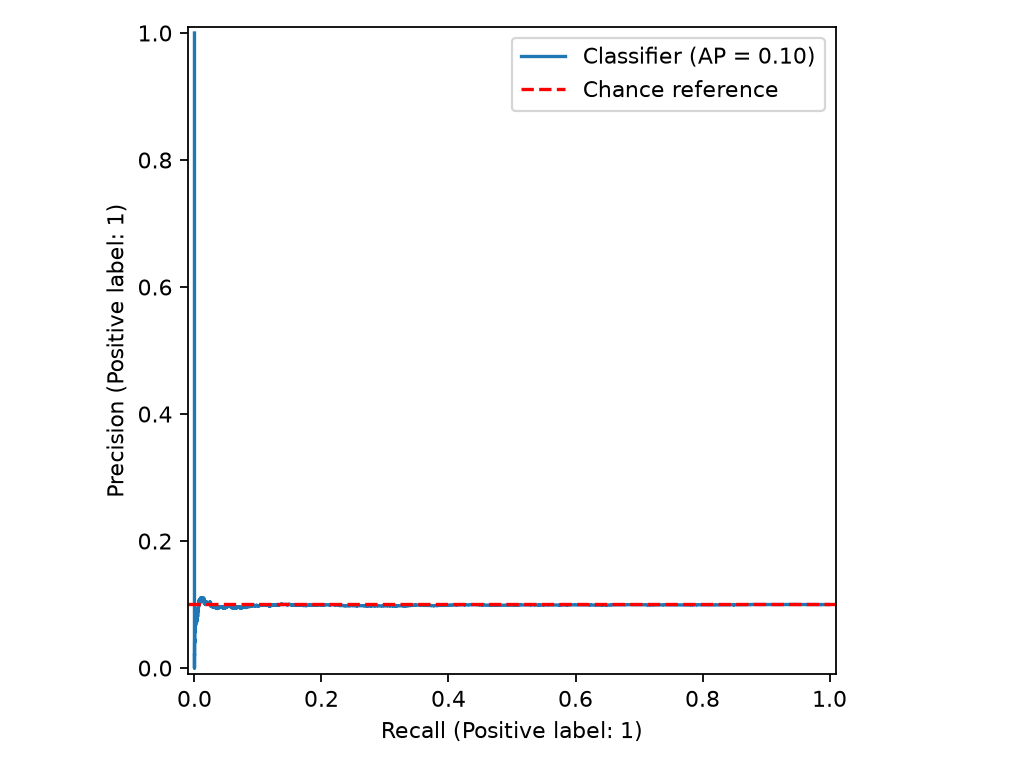 Classifier (AP = 0.10)
Chance reference
Precision (Positive label: 1)
1.0
0.8
0.6
0.4
0.2
0.0
0.0 0.2 0.4 0.6 0.8 1.0
Recall (Positive label: 1)